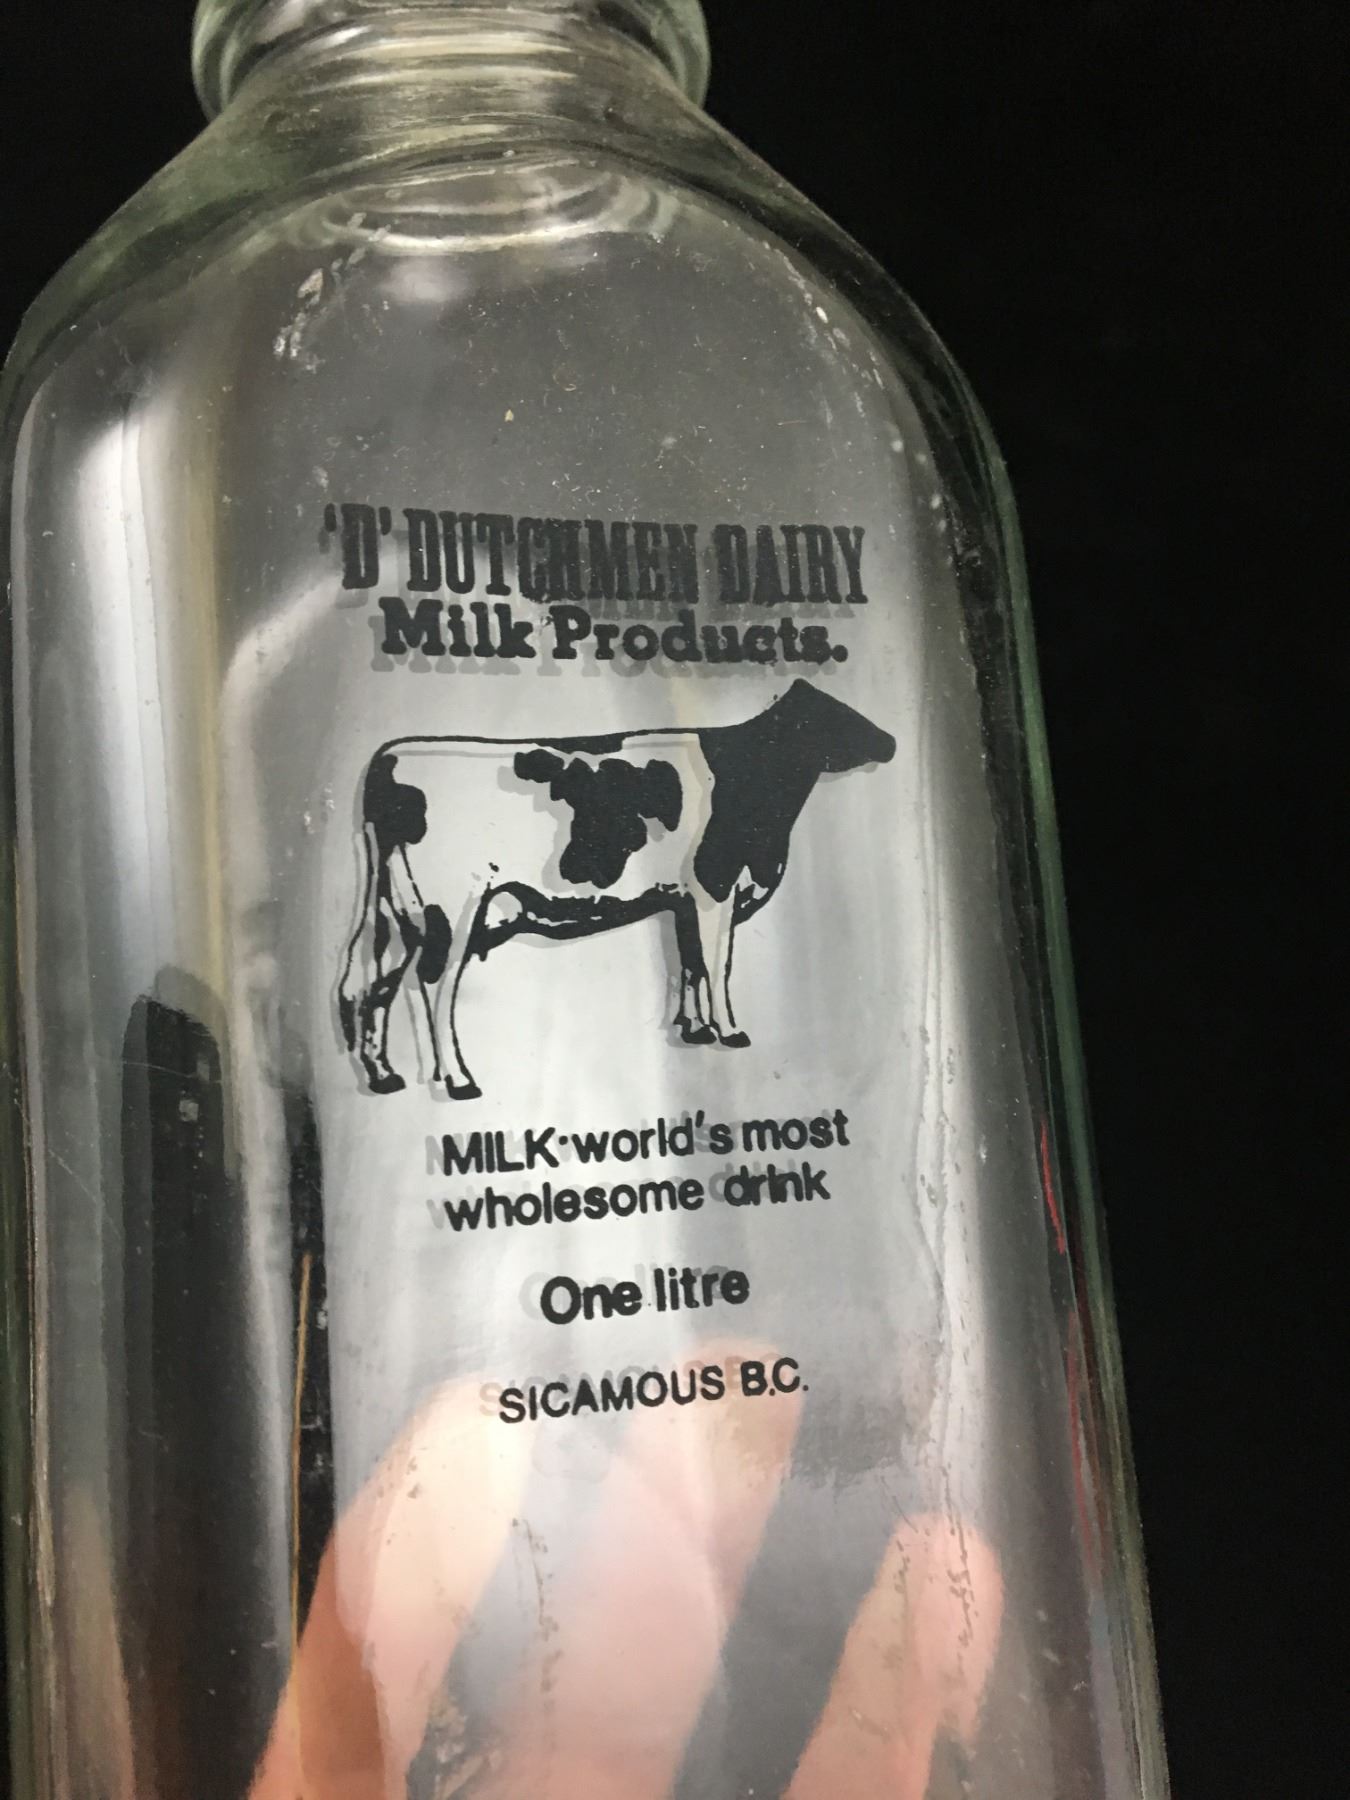 'D' DUTCHMEN DAIRY
Milk Products.
MILK·world's most
wholesome drink
One litre
SICAMOUS B.C.